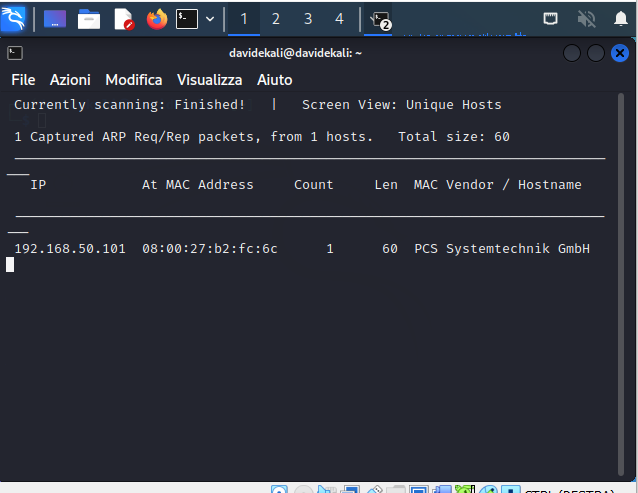 1 2 3 4 2
davidekali@davidekali: ~
File Azioni Modifica Visualizza Aiuto
Currently scanning: Finished! | Screen View: Unique Hosts
1 Captured ARP Req/Rep packets, from 1 hosts. Total size: 60
IP At MAC Address Count Len MAC Vendor / Hostname
192.168.50.101 08:00:27:b2:fc:6c 1 60 PCS Systemtechnik GmbH
CTRL (DESTRA)